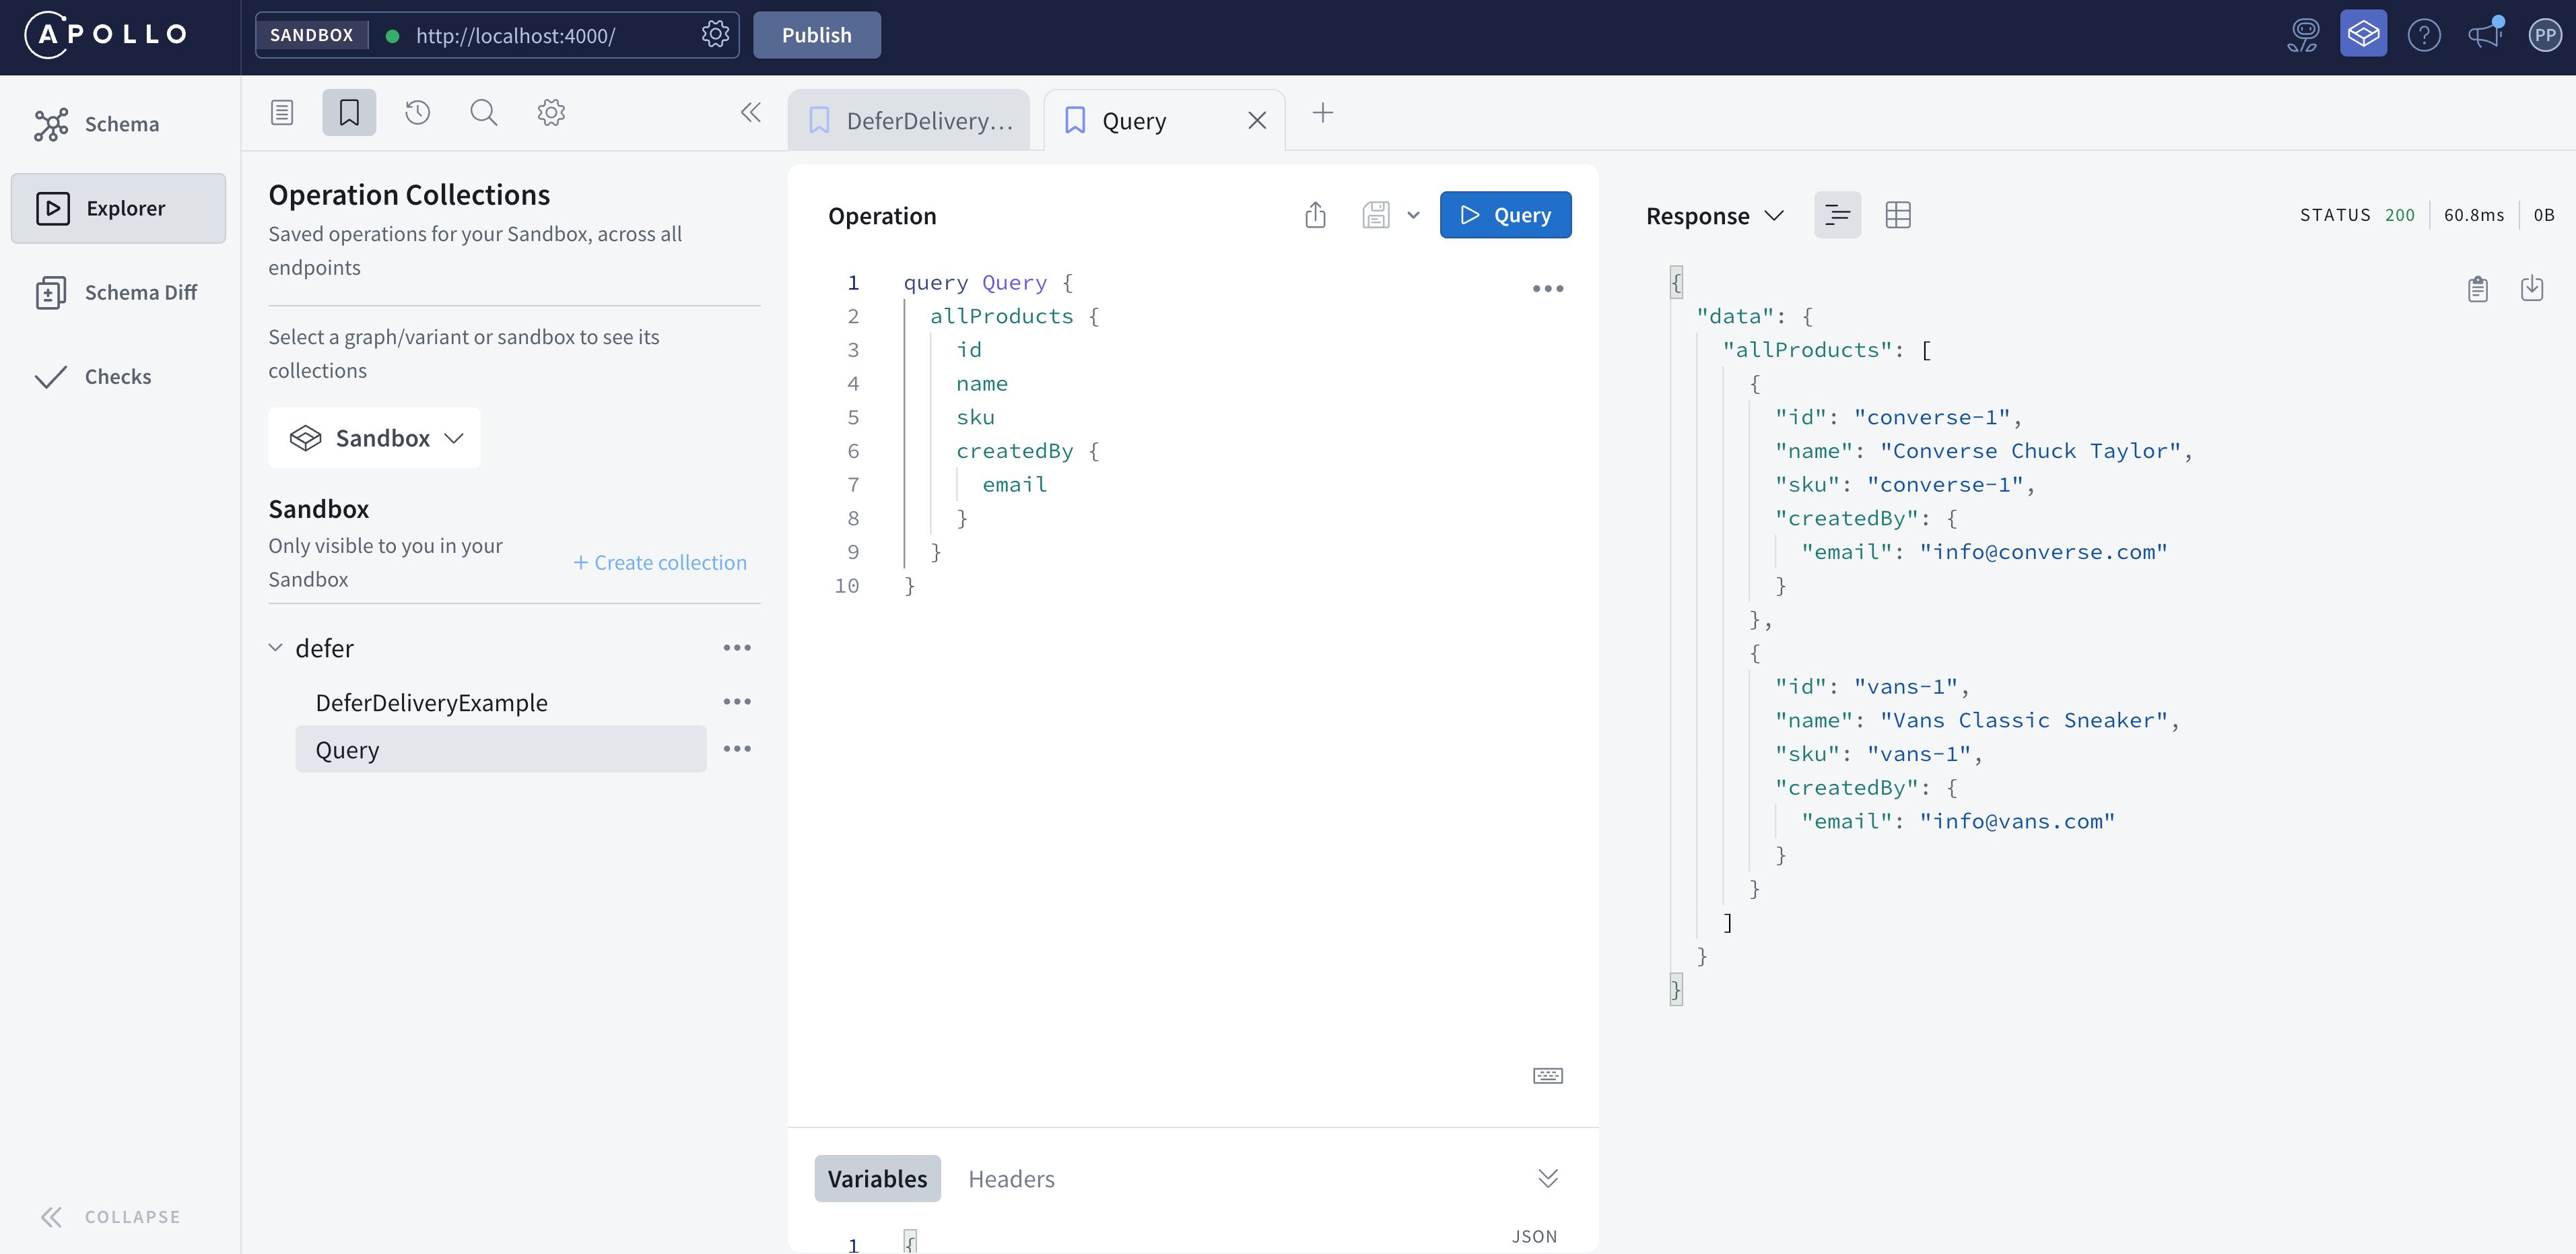 APOLLO
SANDBOX http://localhost:4000/ Publish PP
Schema
Explorer
Schema Diff
Checks
COLLAPSE
Operation Collections
Saved operations for your Sandbox, across all
endpoints
Select a graph/variant or sandbox to see its
collections
Sandbox
Sandbox
Only visible to you in your
Sandbox
+ Create collection
defer
DeferDeliveryExample
Query
DeferDelivery...
Query
Operation
Query
1 query Query {
2 allProducts {
3 id
4 name
5 sku
6 createdBy {
7 email
8 }
9 }
10 }
Variables Headers
JSON
1 {
Response
STATUS 200 60.8ms 0B
{
"data": {
"allProducts": [
{
"id": "converse-1",
"name": "Converse Chuck Taylor",
"sku": "converse-1",
"createdBy": {
"email": "info@converse.com"
}
},
{
"id": "vans-1",
"name": "Vans Classic Sneaker",
"sku": "vans-1",
"createdBy": {
"email": "info@vans.com"
}
}
]
}
}